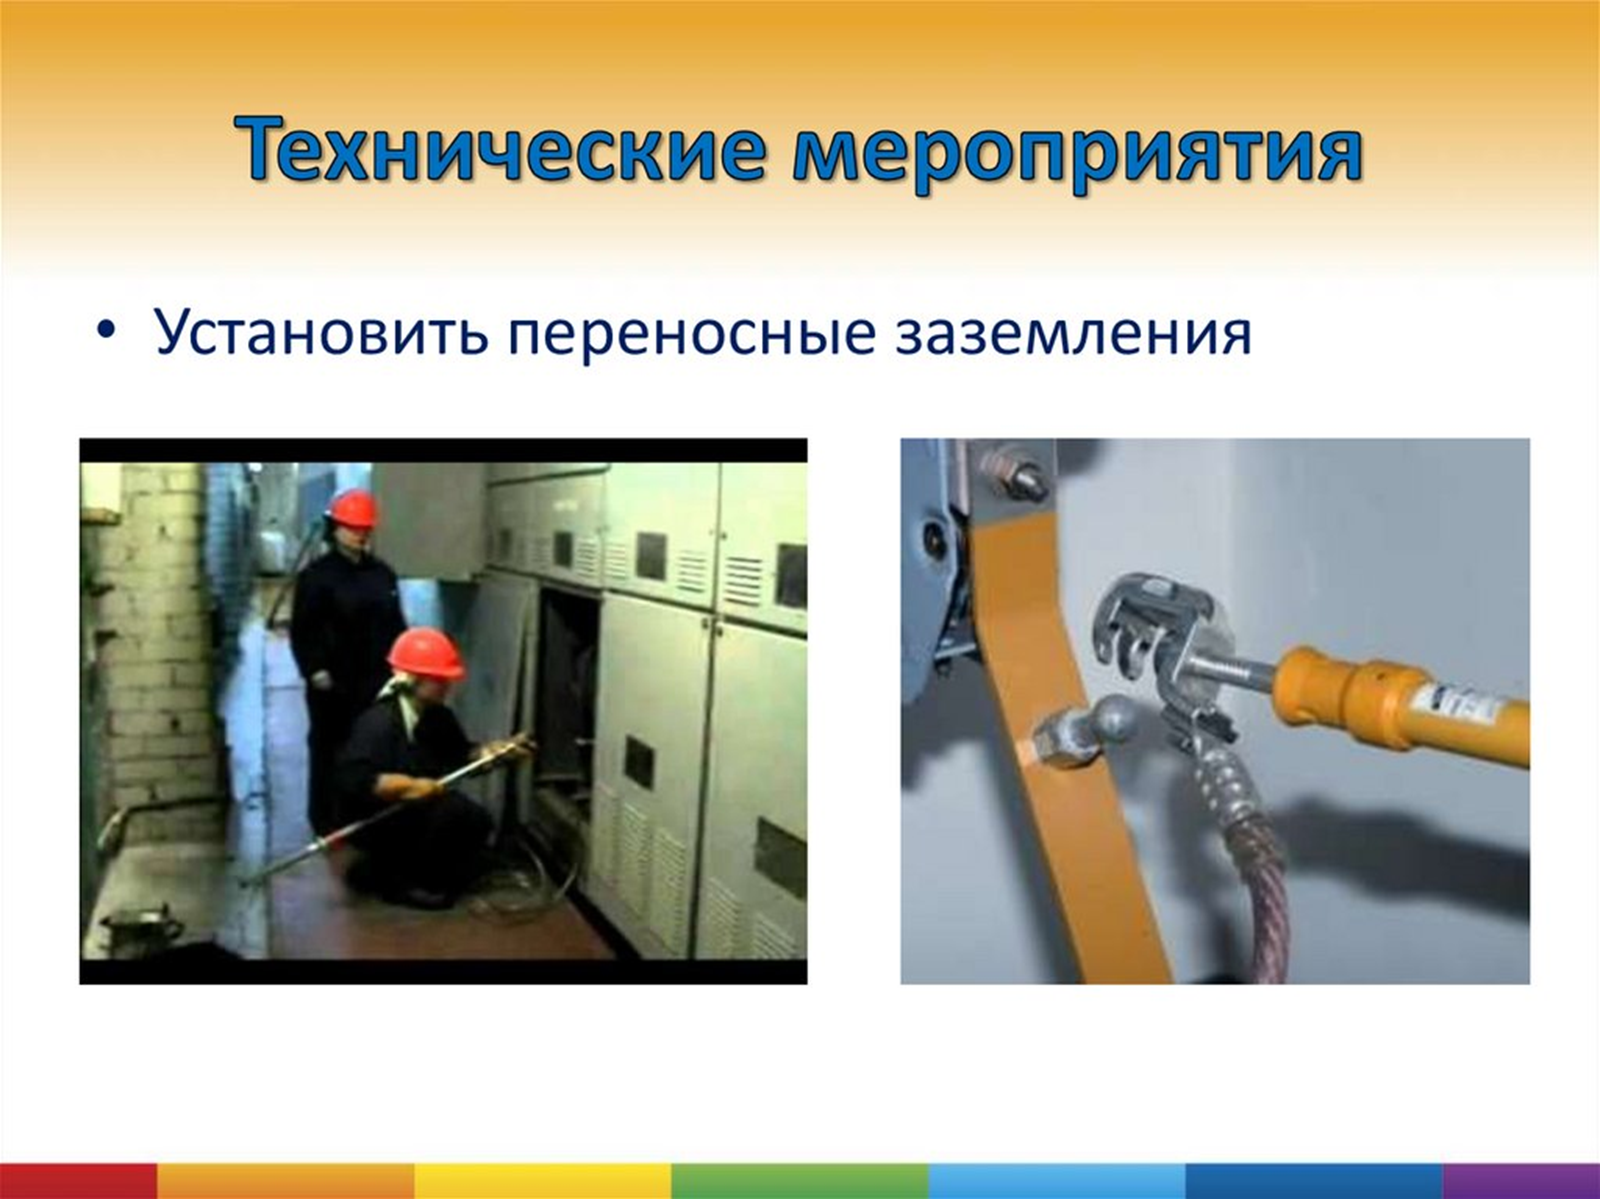 Технические мероприятия
• Установить переносные заземления